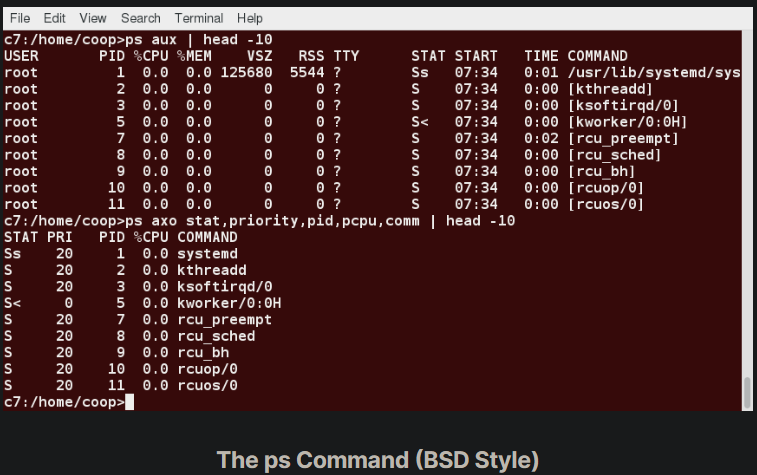 File Edit View Search Terminal Help
c7:/home/coop>ps aux | head -10
USER       PID %CPU %MEM    VSZ   RSS TTY      STAT START   TIME COMMAND
root         1  0.0  0.0 125680  5544 ?        Ss   07:34   0:01 /usr/lib/systemd/sys
root         2  0.0  0.0      0     0 ?        S    07:34   0:00 [kthreadd]
root         3  0.0  0.0      0     0 ?        S    07:34   0:00 [ksoftirqd/0]
root         5  0.0  0.0      0     0 ?        S<   07:34   0:00 [kworker/0:0H]
root         7  0.0  0.0      0     0 ?        S    07:34   0:02 [rcu_preempt]
root         8  0.0  0.0      0     0 ?        S    07:34   0:00 [rcu_sched]
root         9  0.0  0.0      0     0 ?        S    07:34   0:00 [rcu_bh]
root        10  0.0  0.0      0     0 ?        S    07:34   0:00 [rcuop/0]
root        11  0.0  0.0      0     0 ?        S    07:34   0:00 [rcuos/0]
c7:/home/coop>ps axo stat,priority,pid,pcpu,comm | head -10
STAT PRI   PID %CPU COMMAND
Ss    20     1  0.0 systemd
S     20     2  0.0 kthreadd
S     20     3  0.0 ksoftirqd/0
S<     0     5  0.0 kworker/0:0H
S     20     7  0.0 rcu_preempt
S     20     8  0.0 rcu_sched
S     20     9  0.0 rcu_bh
S     20    10  0.0 rcuop/0
S     20    11  0.0 rcuos/0
c7:/home/coop>
The ps Command (BSD Style)